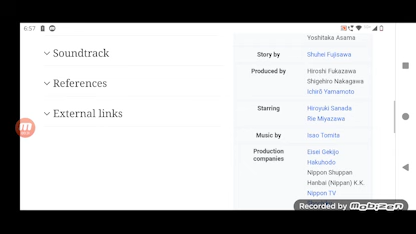 6:57
Yoshitaka Asama
Soundtrack
References
External links
Story by Shuhei Fujisawa
Produced by Hiroshi Fukazawa
Shigehiro Nakagawa
Ichirō Yamamoto
Starring Hiroyuki Sanada
Rie Miyazawa
Music by Isao Tomita
Production companies Eisei Gekijo
Hakuhodo
Nippon Shuppan
Hanbai (Nippan) K.K.
Nippon TV
Recorded by Mobizen